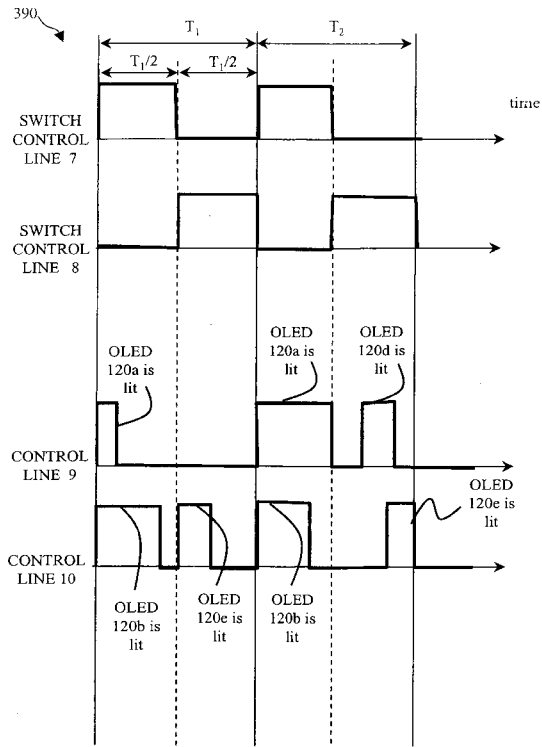 390
T1
T2
T1/2
T1/2
time
SWITCH
CONTROL
LINE 7
SWITCH
CONTROL
LINE 8
OLED
120a is
lit
OLED
120a is
lit
OLED
120d is
lit
CONTROL
LINE 9
OLED
120e is
lit
CONTROL
LINE 10
OLED
120b is
lit
OLED
120e is
lit
OLED
120b is
lit